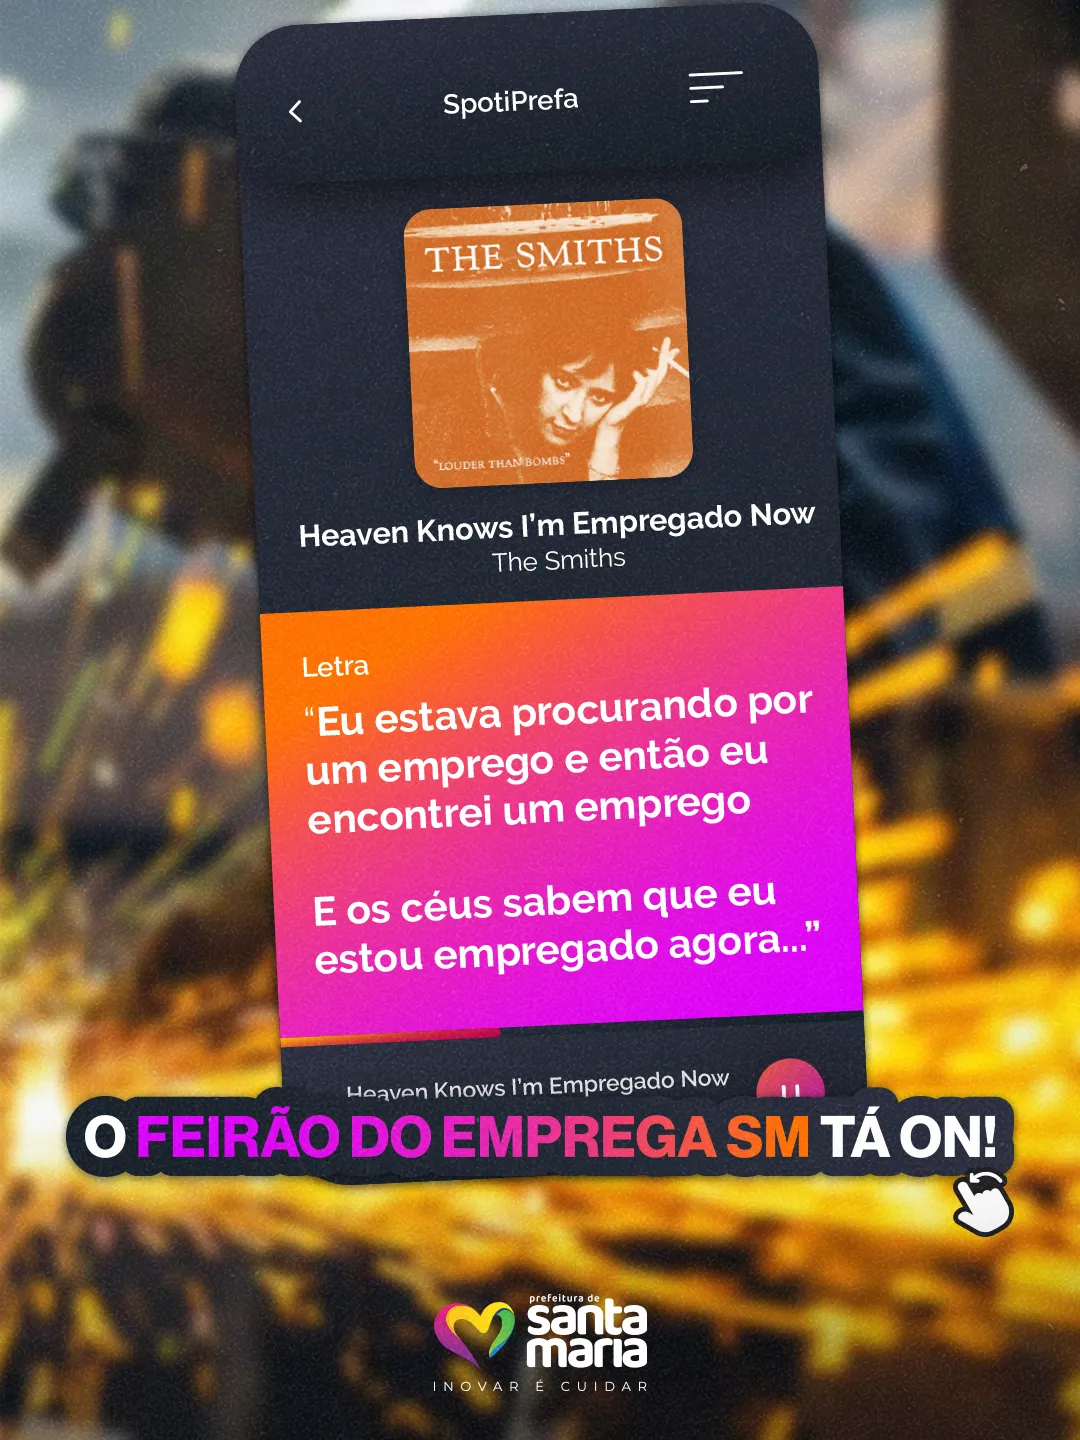 SpotiPrefa
THE SMITHS
"LOUDER THAN BOMBS"
Heaven Knows I'm Empregado Now
The Smiths
Letra
“Eu estava procurando por
um emprego e então eu
encontrei um emprego
E os céus sabem que eu
estou empregado agora...”
Heaven Knows I'm Empregado Now
O FEIRÃO DO EMPREGA SM TÁ ON!
prefeitura de
santa
maria
INOVAR É CUIDAR